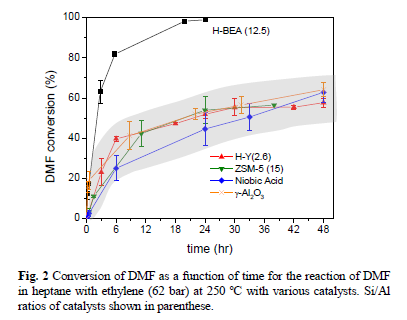 100
80
60
40
20
0
DMF conversion (%)
H-BEA (12.5)
H-Y(2.6)
ZSM-5 (15)
Niobic Acid
γ-Al2O3
0 6 12 18 24 30 36 42 48
time (hr)
Fig. 2 Conversion of DMF as a function of time for the reaction of DMF
in heptane with ethylene (62 bar) at 250 ºC with various catalysts. Si/Al
ratios of catalysts shown in parenthese.